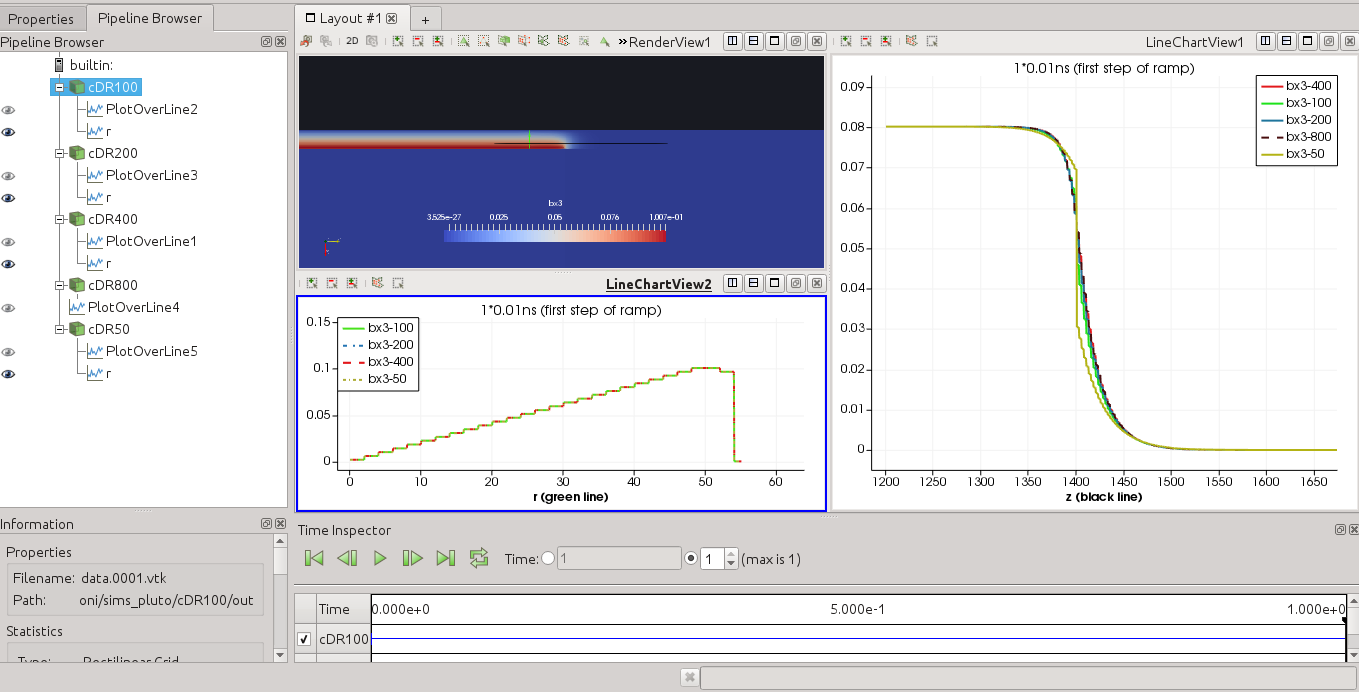 Properties
Pipeline Browser
Pipeline Browser
builtin:
cDR100
PlotOverLine2
r
cDR200
PlotOverLine3
r
cDR400
PlotOverLine1
r
cDR800
PlotOverLine4
cDR50
PlotOverLine5
r
Information
Properties
Filename: data.0001.vtk
Path: oni/sims_pluto/cDR100/out
Statistics
Type: Rectilinear Grid
Layout #1
+
2D
» RenderView1
bx3
3.525e-27 0.025 0.05 0.076 1.007e-01
LineChartView2
1*0.01ns (first step of ramp)
bx3-100
bx3-200
bx3-400
bx3-50
0.15
0.1
0.05
0
0 10 20 30 40 50 60
r (green line)
LineChartView1
1*0.01ns (first step of ramp)
bx3-400
bx3-100
bx3-200
bx3-800
bx3-50
0.09
0.08
0.07
0.06
0.05
0.04
0.03
0.02
0.01
0
1200 1250 1300 1350 1400 1450 1500 1550 1600 1650
z (black line)
Time Inspector
Time: 1 1 (max is 1)
Time 0.000e+0 5.000e-1 1.000e+0
cDR100